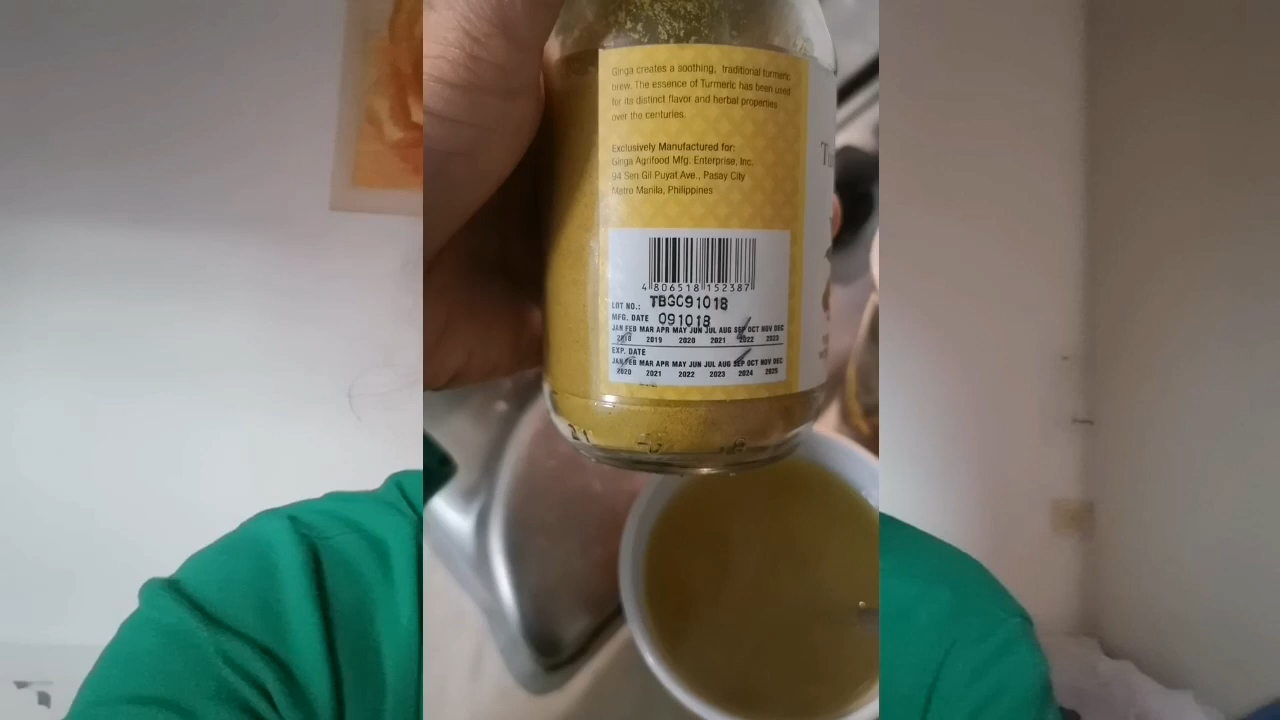 Ginga creates a soothing, traditional turmeric
brew. The essence of Turmeric has been used
for its distinct flavor and herbal properties
over the centuries.
Exclusively Manufactured for:
Ginga Agrifood Mfg. Enterprise, Inc.
94 Sen Gil Puyat Ave., Pasay City
Metro Manila, Philippines
4 806518 152387
LOT NO.: TBGC91018
MFG. DATE 091018
JAN FEB MAR APR MAY JUN JUL AUG SEP OCT NOV DEC
2018 2019 2020 2021 2022 2023
EXP. DATE
JAN FEB MAR APR MAY JUN JUL AUG SEP OCT NOV DEC
2020 2021 2022 2023 2024 2025